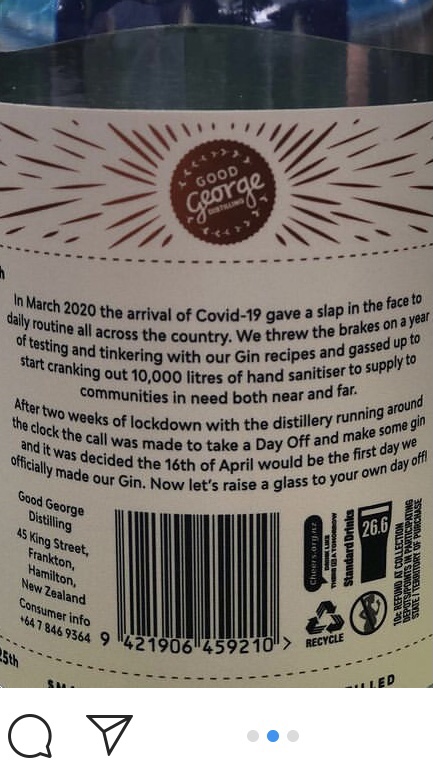 GOOD
George
DISTILLING
In March 2020 the arrival of Covid-19 gave a slap in the face to
daily routine all across the country. We threw the brakes on a year
of testing and tinkering with our Gin recipes and gassed up to
start cranking out 10,000 litres of hand sanitiser to supply to
communities in need both near and far.
After two weeks of lockdown with the distillery running around
the clock the call was made to take a Day Off and make some gin
and it was decided the 16th of April would be the first day we
officially made our Gin. Now let's raise a glass to your own day off!
Good George
Distilling
45 King Street,
Frankton,
Hamilton,
New Zealand
Consumer info
+64 7 846 9364
9 421906 459210 >
Cheers.org.nz
Standard Drinks
26.6
RECYCLE
10c REFUND AT COLLECTION
DEPOTS/POINTS IN PARTICIPATING
STATE / TERRITORY OF PURCHASE
25th